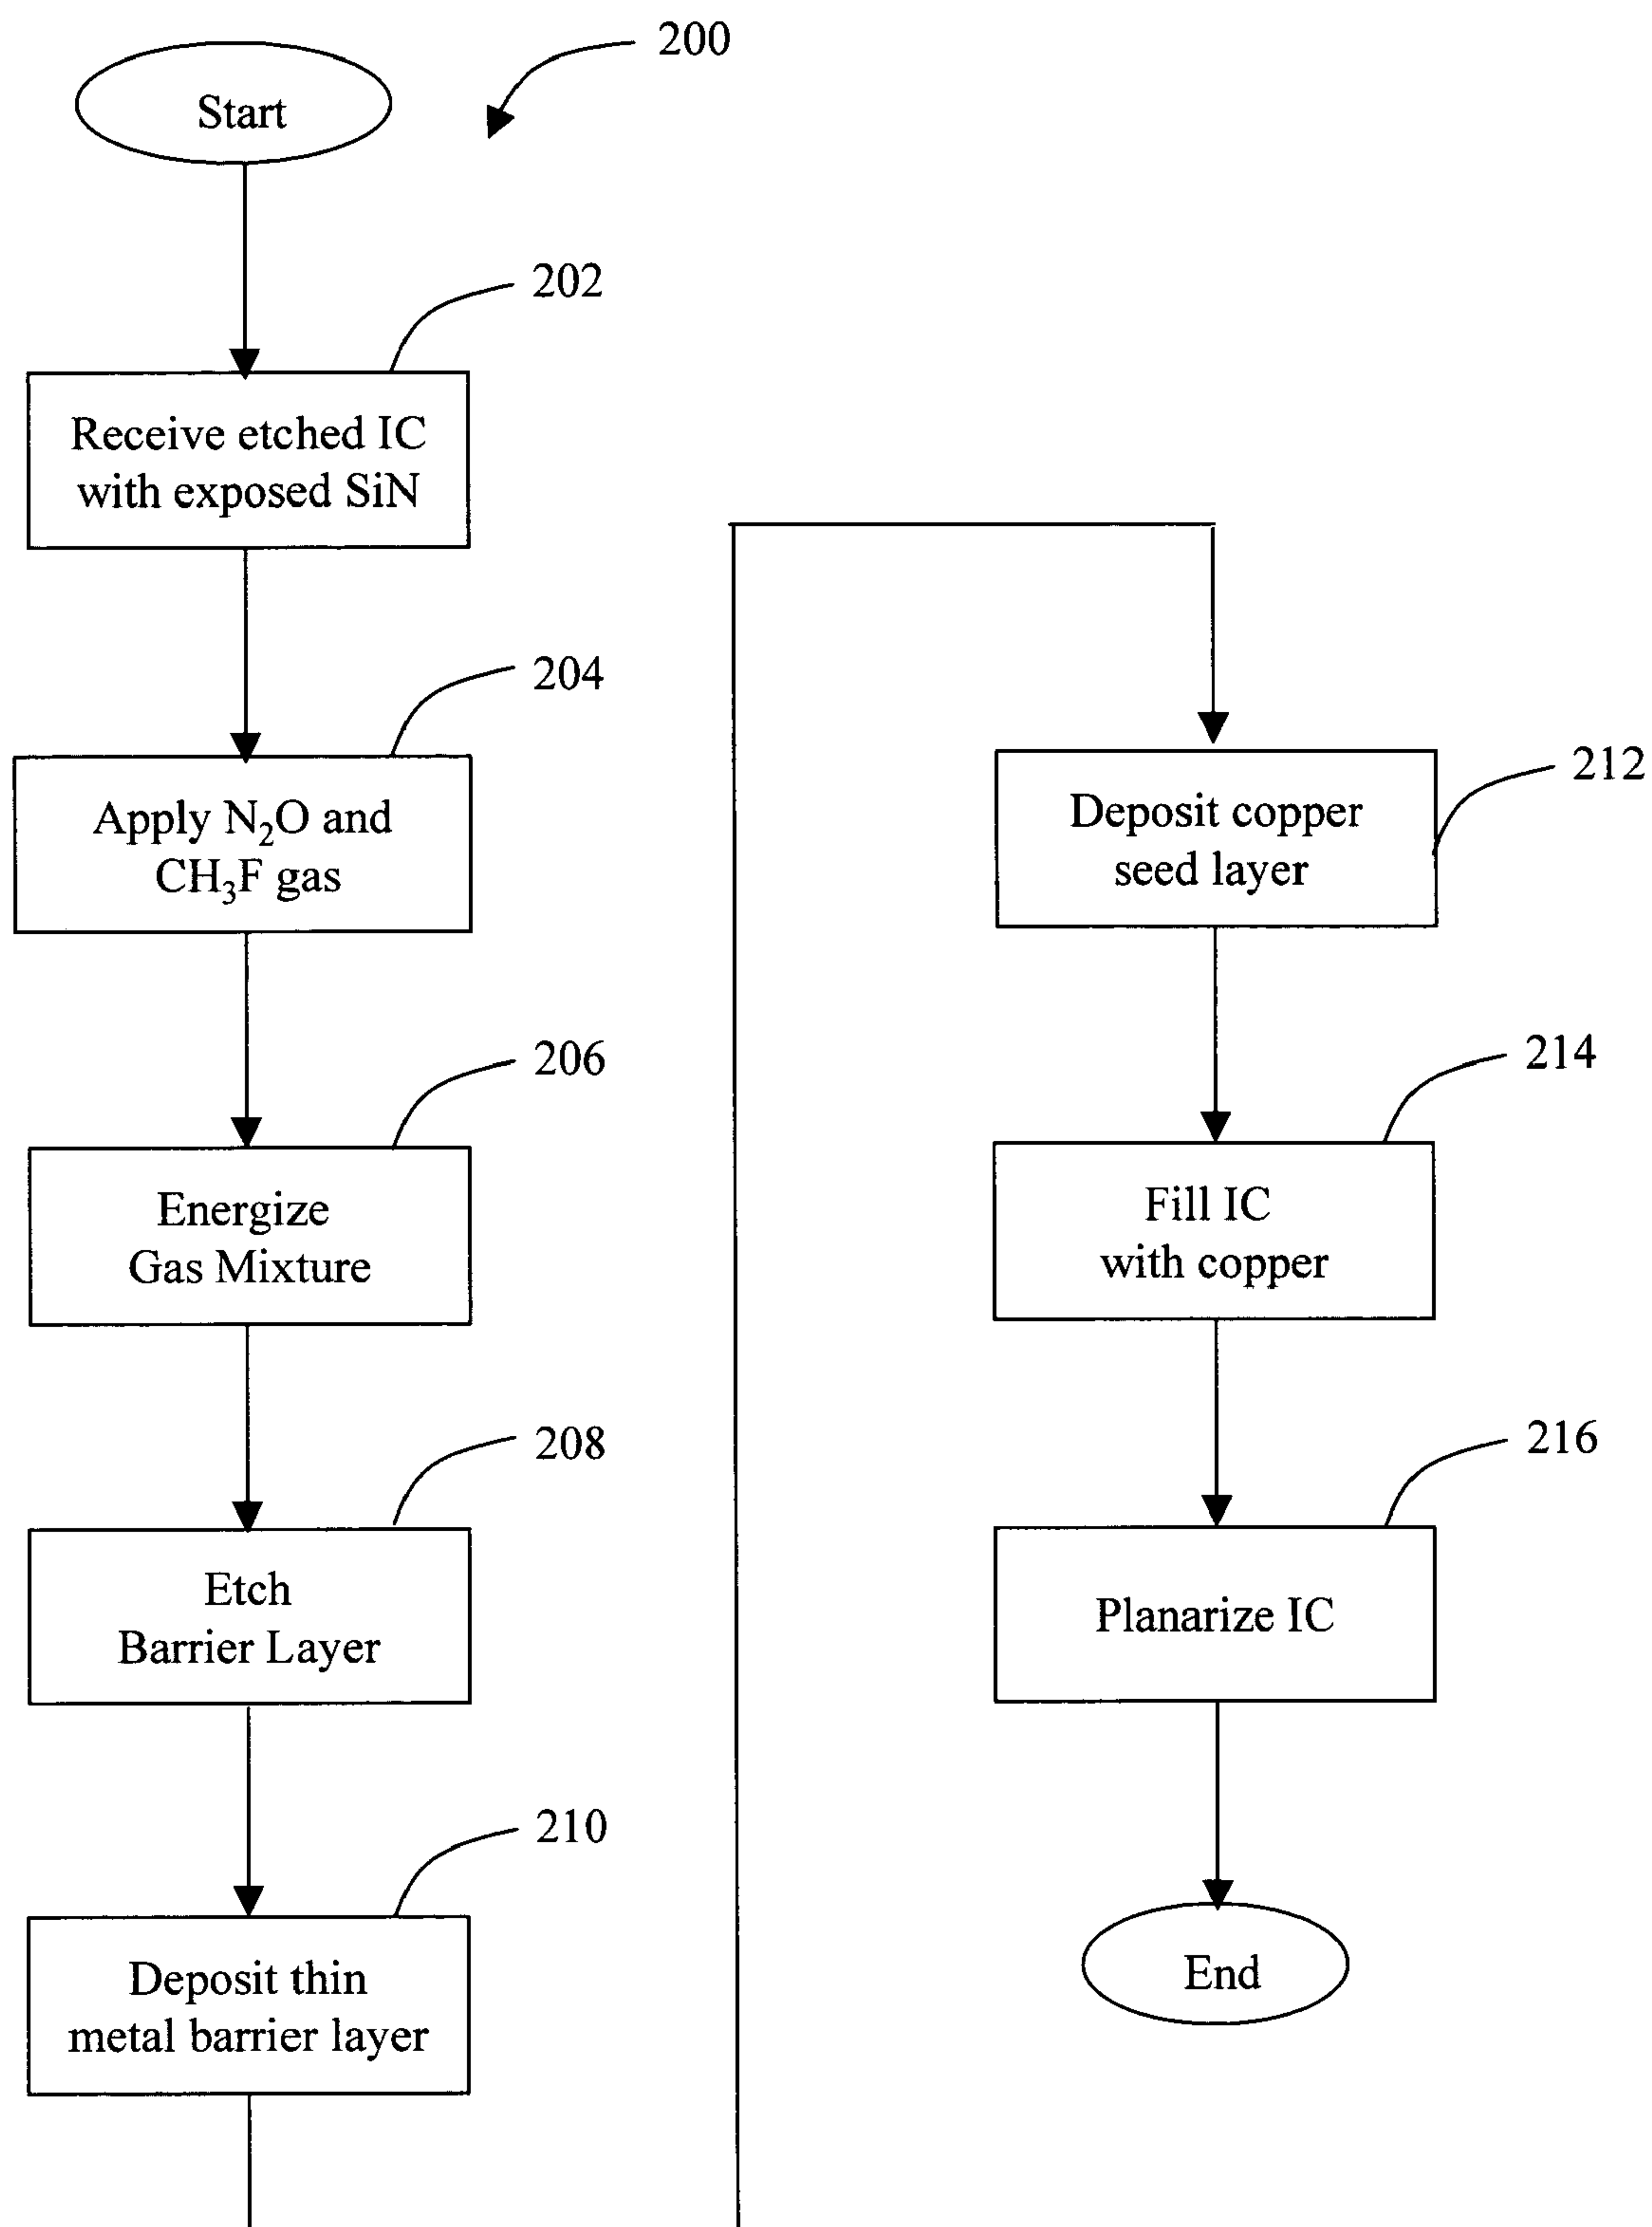 200
Start
202
Receive etched IC
with exposed SiN
204
Apply N₂O and
CH₃F gas
206
Energize
Gas Mixture
208
Etch
Barrier Layer
210
Deposit thin
metal barrier layer
212
Deposit copper
seed layer
214
Fill IC
with copper
216
Planarize IC
End